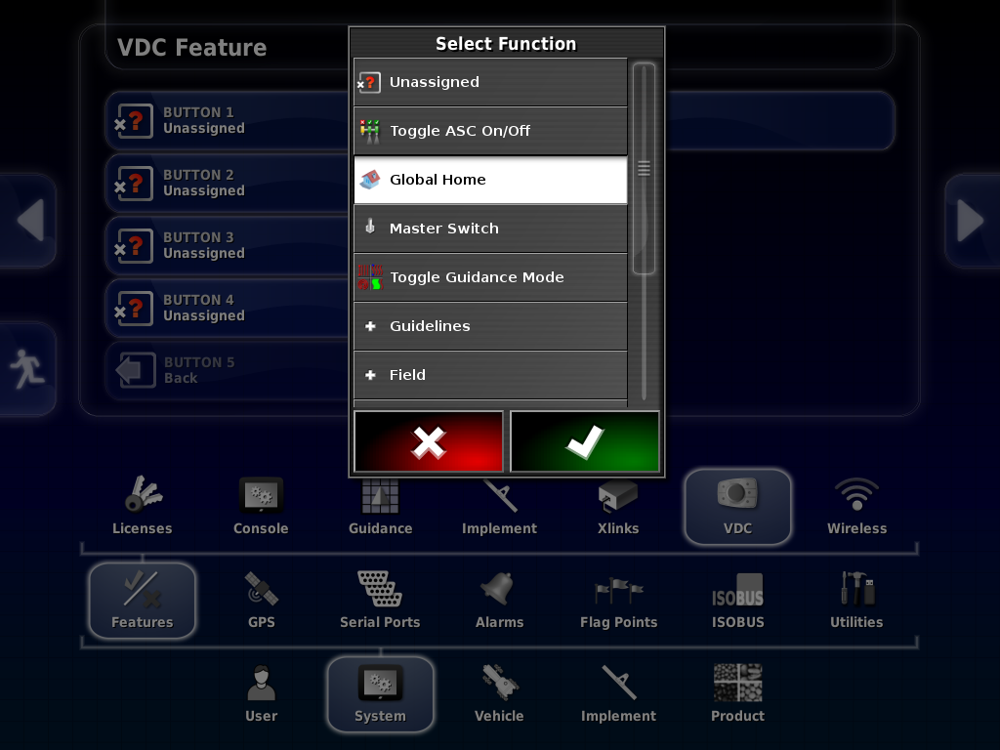 Select Function
VDC Feature
Unassigned
Toggle ASC On/Off
Global Home
Master Switch
Toggle Guidance Mode
Guidelines
Field
BUTTON 1
Unassigned
BUTTON 2
Unassigned
BUTTON 3
Unassigned
BUTTON 4
Unassigned
BUTTON 5
Back
Licenses
Console
Guidance
Implement
Xlinks
VDC
Wireless
ISOBUS
Features
GPS
Serial Ports
Alarms
Flag Points
ISOBUS
Utilities
User
System
Vehicle
Implement
Product